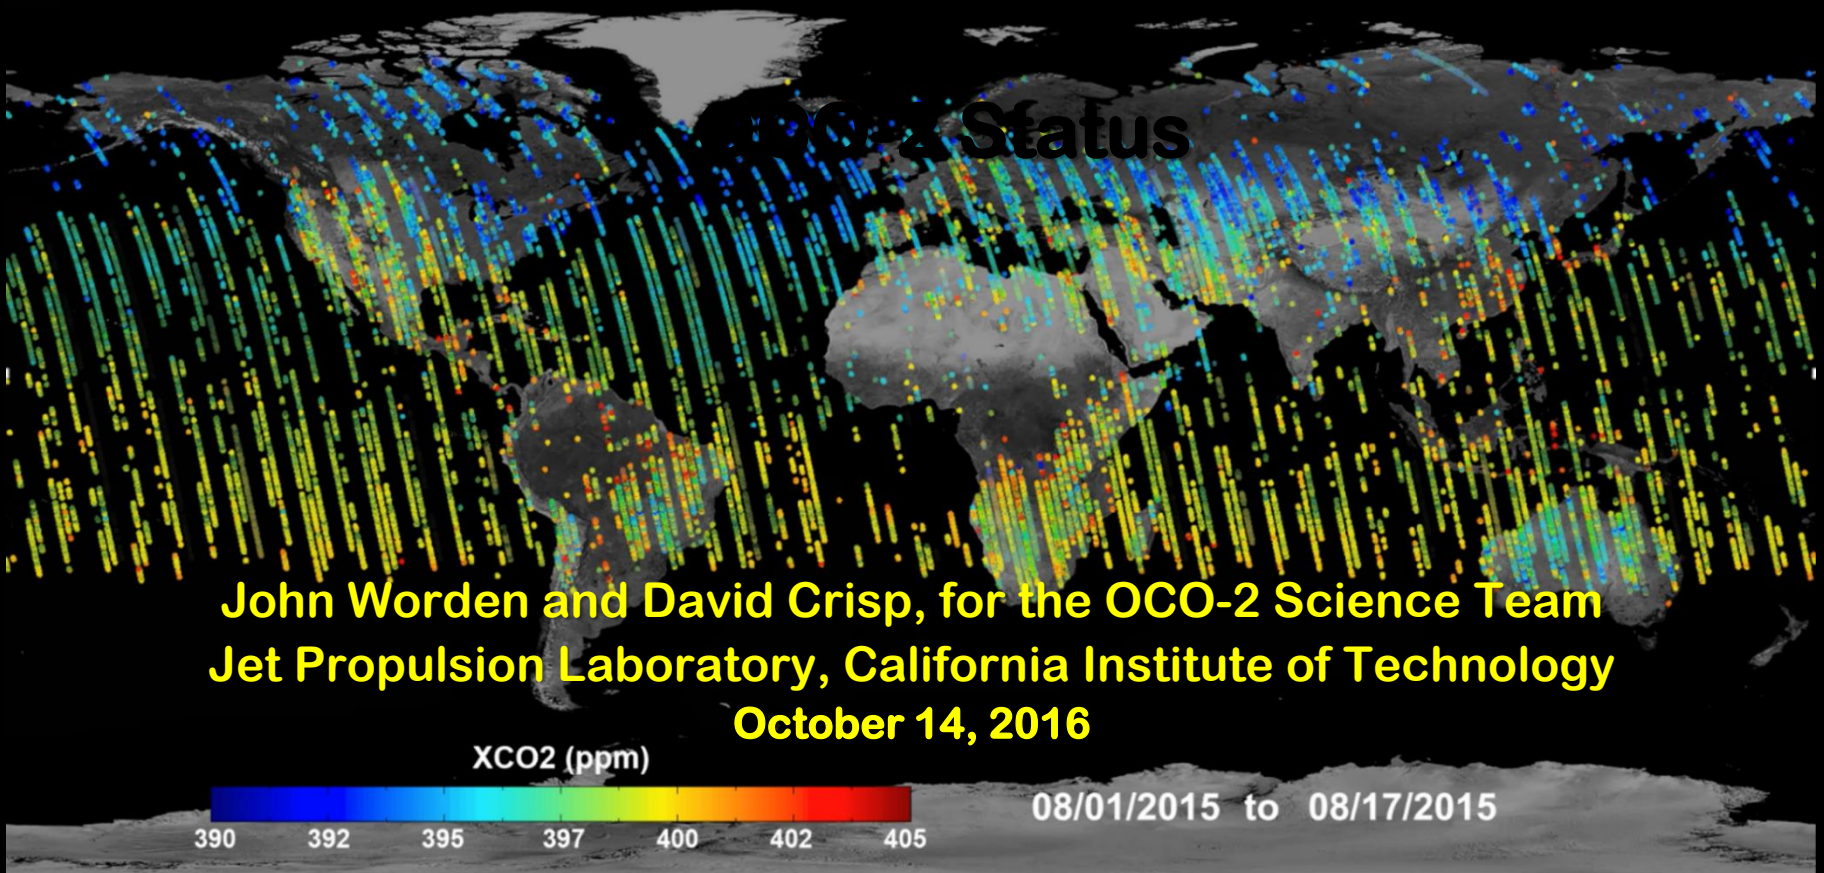 OCO-2 Status
John Worden and David Crisp, for the OCO-2 Science Team
Jet Propulsion Laboratory, California Institute of Technology
October 14, 2016
XCO2 (ppm)
390 392 395 397 400 402 405
08/01/2015 to 08/17/2015